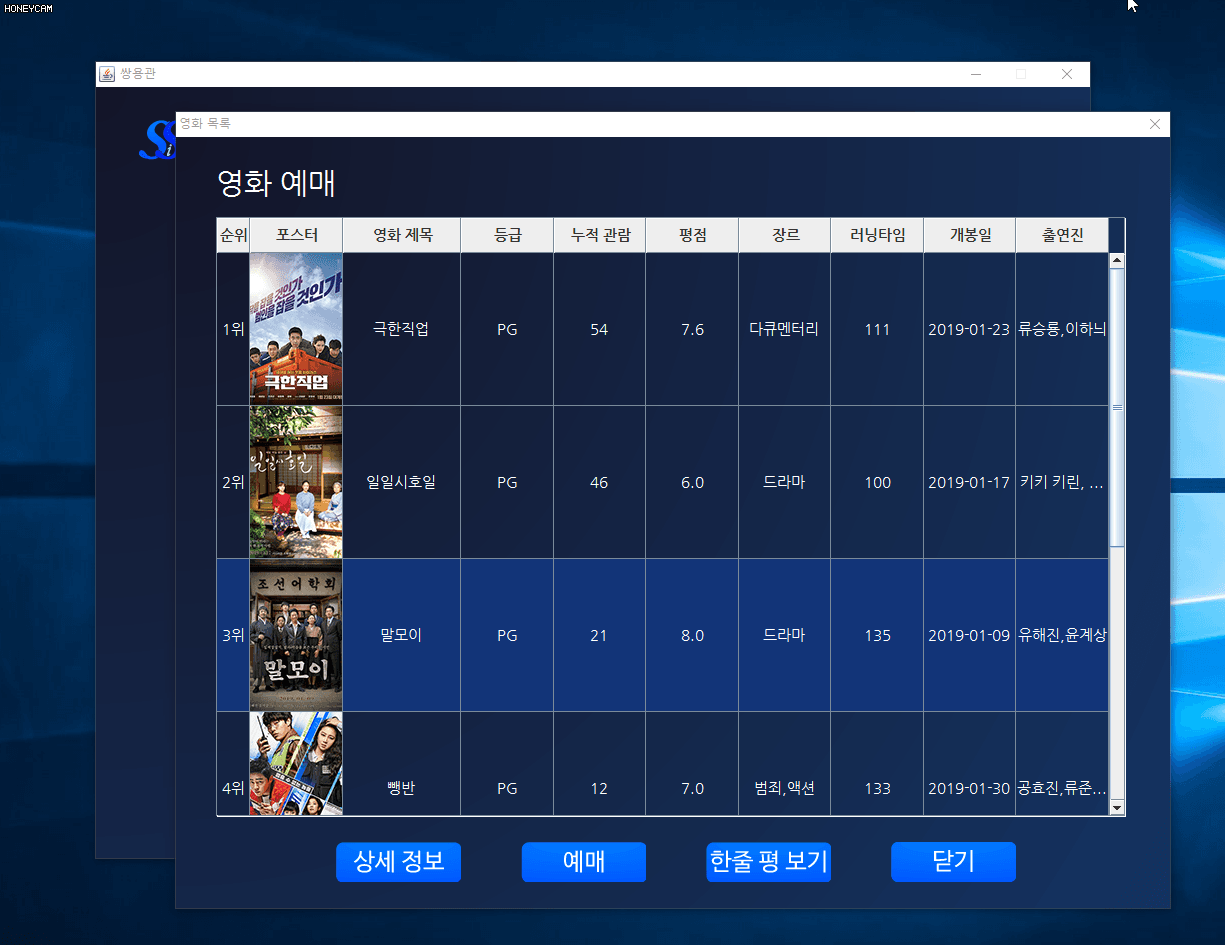 HONEYCAM
쌍용관
영화 목록
영화 예매
순위 포스터 영화 제목 등급 누적 관람 평점 장르 러닝타임 개봉일 출연진
1위 극한직업 극한직업 PG 54 7.6 다큐멘터리 111 2019-01-23 류승룡,이하늬
2위 일일시호일 일일시호일 PG 46 6.0 드라마 100 2019-01-17 키키 키린, ...
조선어학회
3위 말모이 말모이 PG 21 8.0 드라마 135 2019-01-09 유해진,윤계상
4위 뺑반 PG 12 7.0 범죄,액션 133 2019-01-30 공효진,류준...
상세 정보 예매 한줄 평 보기 닫기